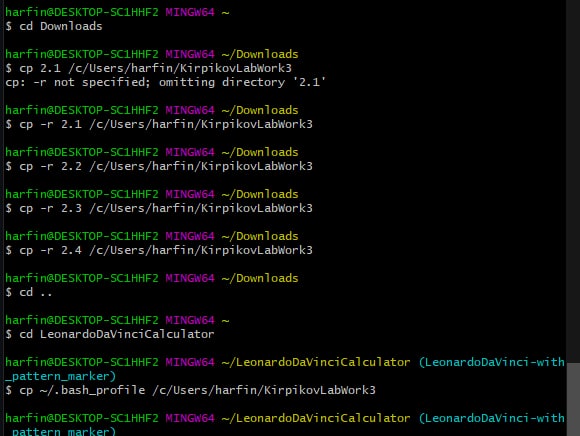 harfin@DESKTOP-SC1HHF2 MINGW64 ~
$ cd Downloads
harfin@DESKTOP-SC1HHF2 MINGW64 ~/Downloads
$ cp 2.1 /c/Users/harfin/KirpikovLabWork3
cp: -r not specified; omitting directory '2.1'
harfin@DESKTOP-SC1HHF2 MINGW64 ~/Downloads
$ cp -r 2.1 /c/Users/harfin/KirpikovLabWork3
harfin@DESKTOP-SC1HHF2 MINGW64 ~/Downloads
$ cp -r 2.2 /c/Users/harfin/KirpikovLabWork3
harfin@DESKTOP-SC1HHF2 MINGW64 ~/Downloads
$ cp -r 2.3 /c/Users/harfin/KirpikovLabWork3
harfin@DESKTOP-SC1HHF2 MINGW64 ~/Downloads
$ cp -r 2.4 /c/Users/harfin/KirpikovLabWork3
harfin@DESKTOP-SC1HHF2 MINGW64 ~/Downloads
$ cd ..
harfin@DESKTOP-SC1HHF2 MINGW64 ~
$ cd LeonardoDaVinciCalculator
harfin@DESKTOP-SC1HHF2 MINGW64 ~/LeonardoDaVinciCalculator (LeonardoDaVinci-with
_pattern_marker)
$ cp ~/.bash_profile /c/Users/harfin/KirpikovLabWork3
harfin@DESKTOP-SC1HHF2 MINGW64 ~/LeonardoDaVinciCalculator (LeonardoDaVinci-with
_pattern_marker)